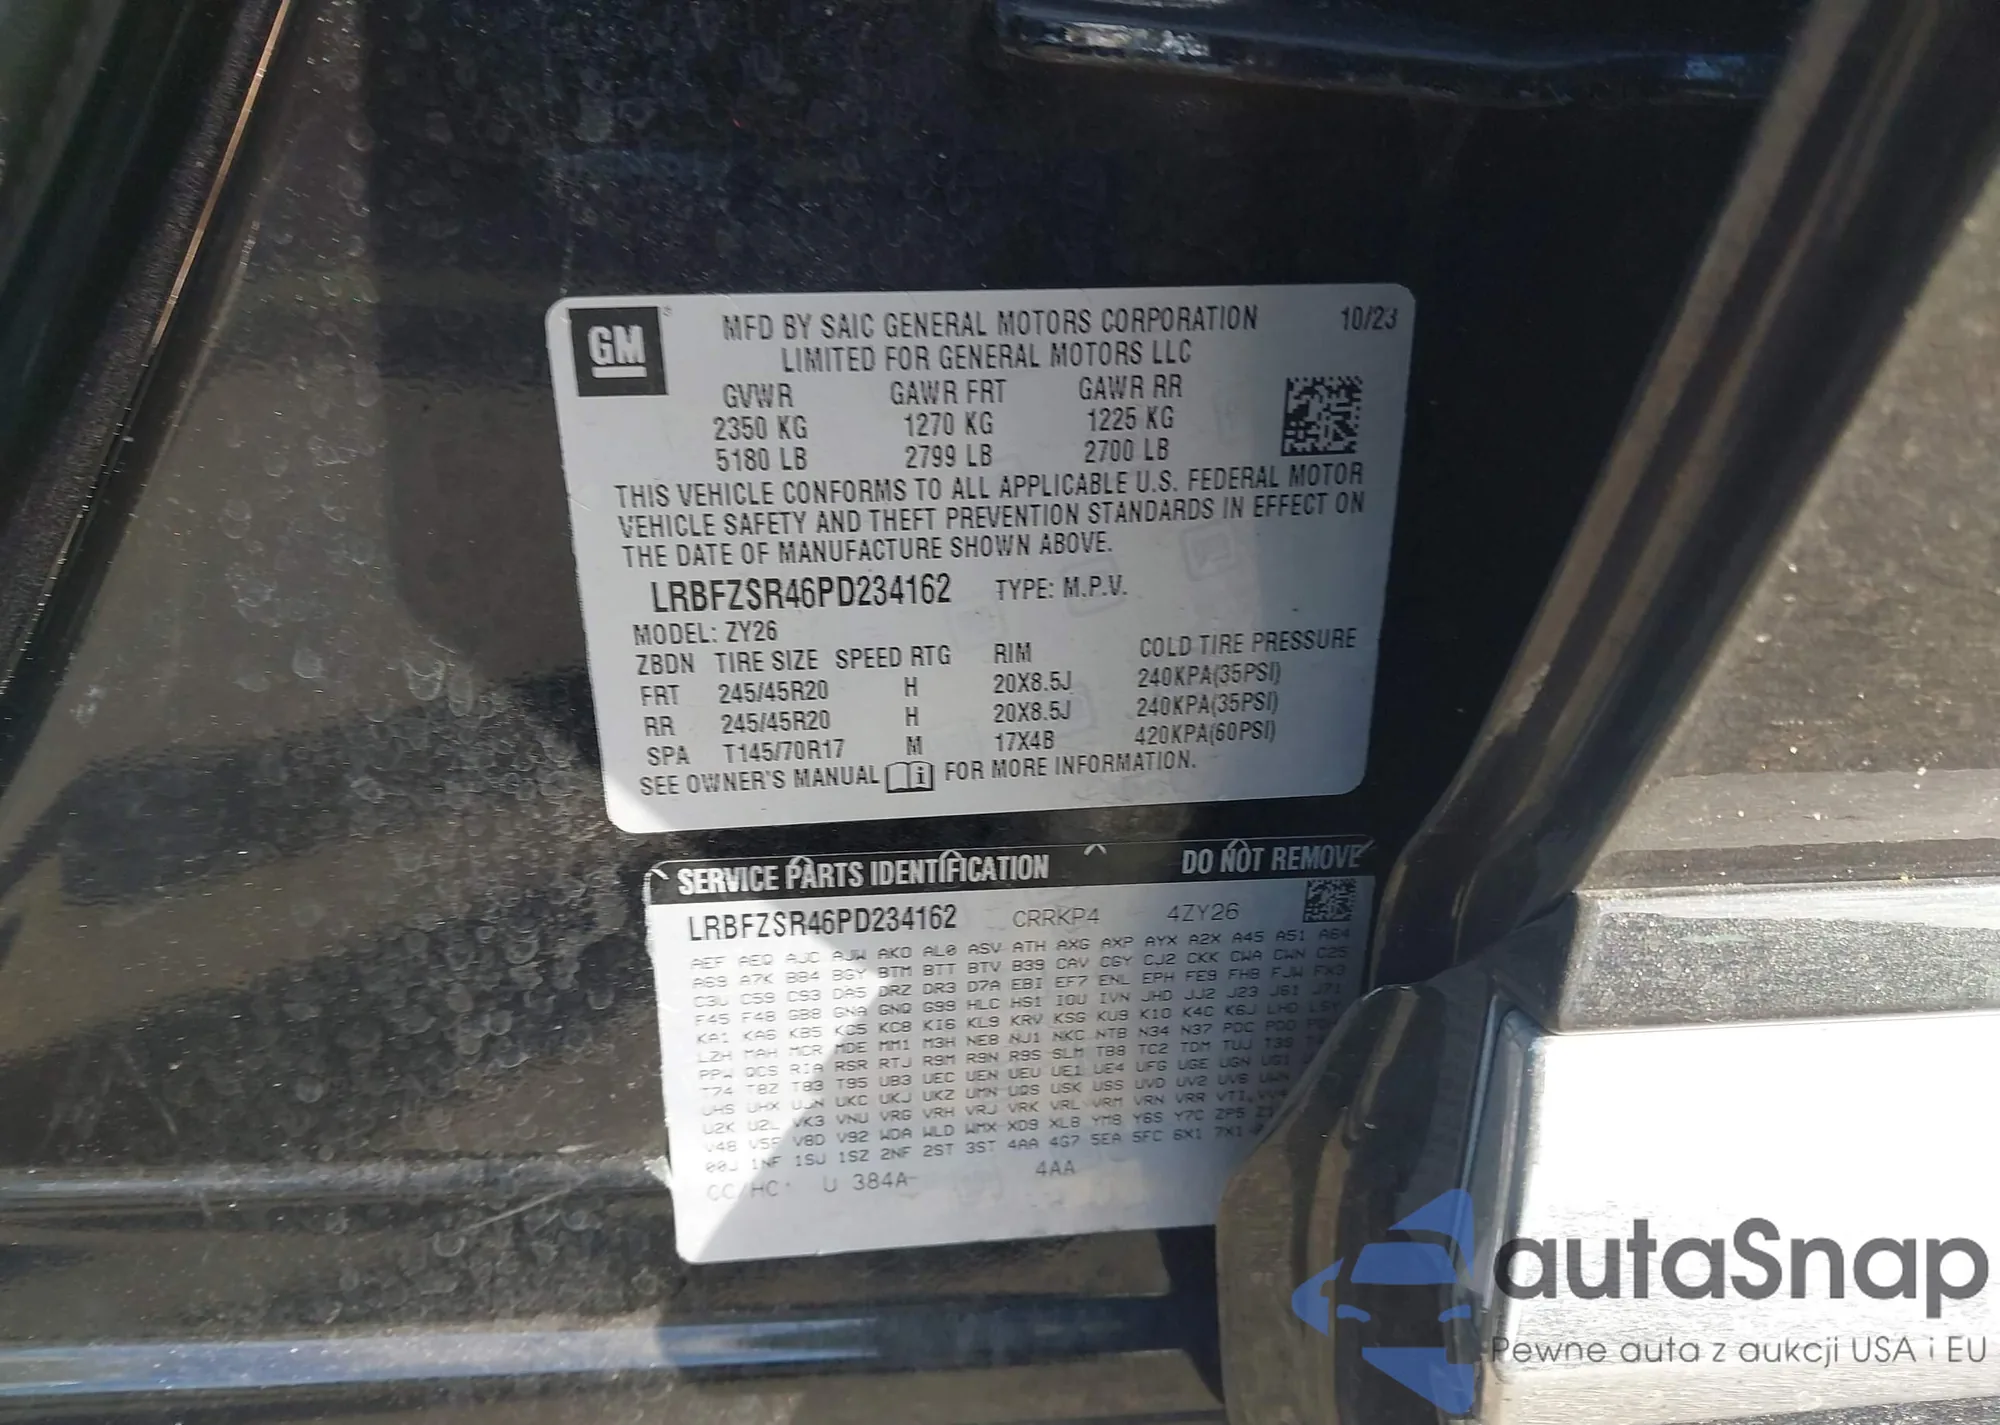 GM
MFD BY SAIC GENERAL MOTORS CORPORATION 10/23
LIMITED FOR GENERAL MOTORS LLC
GVWR GAWR FRT GAWR RR
2350 KG 1270 KG 1225 KG
5180 LB 2799 LB 2700 LB
THIS VEHICLE CONFORMS TO ALL APPLICABLE U.S. FEDERAL MOTOR
VEHICLE SAFETY AND THEFT PREVENTION STANDARDS IN EFFECT ON
THE DATE OF MANUFACTURE SHOWN ABOVE.
LRBFZSR46PD234162 TYPE: M.P.V.
MODEL: ZY26
ZBDN TIRE SIZE SPEED RTG RIM COLD TIRE PRESSURE
FRT 245/45R20 H 20X8.5J 240KPA(35PSI)
RR 245/45R20 H 20X8.5J 240KPA(35PSI)
SPA T145/70R17 M 17X4B 420KPA(60PSI)
SEE OWNER'S MANUAL FOR MORE INFORMATION.
SERVICE PARTS IDENTIFICATION DO NOT REMOVE
LRBFZSR46PD234162 CRRKP4 4ZY26
AEF AEQ AJC AJW AKO AL0 ASV ATH AXG AXP AYX A2X A45 A51 A64
A69 A7K BB4 BGY BTM BTT BTV B39 CAV CGY CJ2 CKK CWA CWN C25
C3U C59 C93 DA5 DRZ DR3 D7A EBI EF7 ENL EPH FE9 FHB FJW FX3
F45 F48 GBB GNA GNQ G99 HLC HS1 IOU IVN JHD JJ2 J23 J61 J71
KA1 KA6 KB5 KC5 KC8 KI6 KL9 KRV KSG KU9 K10 K4C K6J LHD LSY
LZH MAH MCR MDE MM1 M3H NE8 NJ1 NKC NTB N34 N37 PDC PDD
PPW QCS RIA RSR RTJ R9M R9N R9S SLM TB8 TC2 TDM TUJ T3S
T74 T8Z T83 T95 UB3 UEC UEN UEU UE1 UE4 UFG UGE UGN UG1
UHS UHX UJN UKC UKJ UKZ UMN UQS USK USS UVD UV2 UV6 UWN
U2K U2L VK3 VNU VRG VRH VRJ VRK VRL VRM VRN VRR VTI VV4
V48 V5F V8D V92 WDA WLD WMX XD9 XL8 YM8 Y6S Y7C ZP5
00J 1NF 1SU 1SZ 2NF 2ST 3ST 4AA 4G7 5EA 5FC 6X1 7X1
CC/HC U 384A 4AA
autaSnap
Pewne auta z aukcji USA i EU